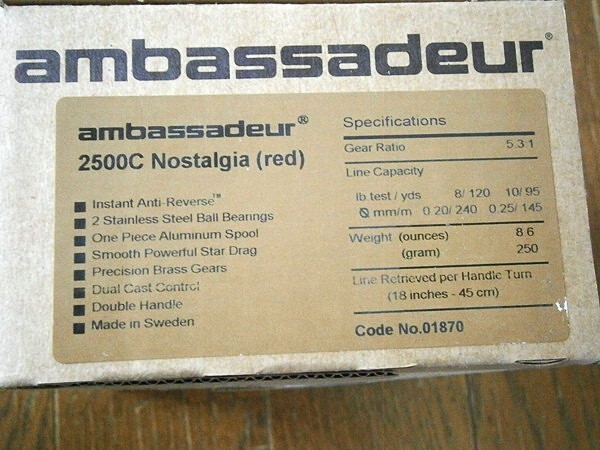 ambassadeur®
ambassadeur®
2500C Nostalgia (red)
■ Instant Anti-Reverse™
■ 2 Stainless Steel Ball Bearings
■ One Piece Aluminum Spool
■ Smooth Powerful Star Drag
■ Precision Brass Gears
■ Dual Cast Control
■ Double Handle
■ Made in Sweden
Specifications
Gear Ratio 5.3:1
Line Capacity
lb test / yds 8/ 120 10/ 95
Ø mm/m 0.20/ 240 0.25/ 145
Weight (ounces) 8.6
(gram) 250
Line Retrieved per Handle Turn
(18 inches - 45 cm)
Code No.01870